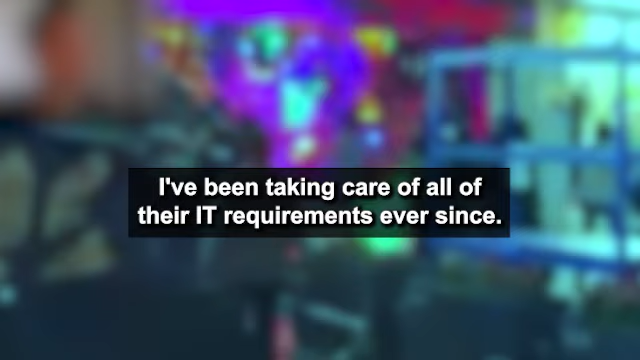 I've been taking care of all of
their IT requirements ever since.